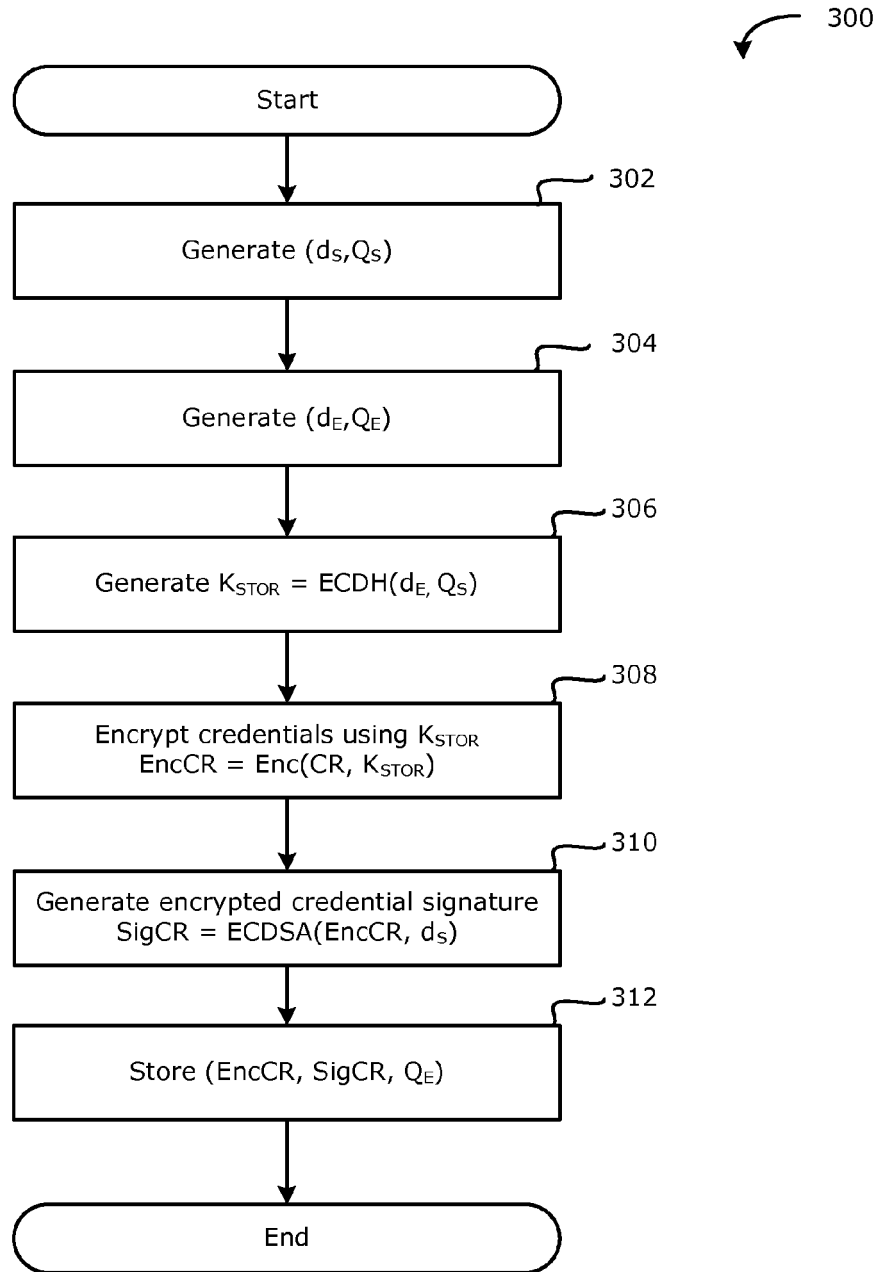 300
Start
302
Generate (dS,QS)
304
Generate (dE,QE)
306
Generate KSTOR = ECDH(dE, QS)
308
Encrypt credentials using KSTOR
EncCR = Enc(CR, KSTOR)
310
Generate encrypted credential signature
SigCR = ECDSA(EncCR, dS)
312
Store (EncCR, SigCR, QE)
End